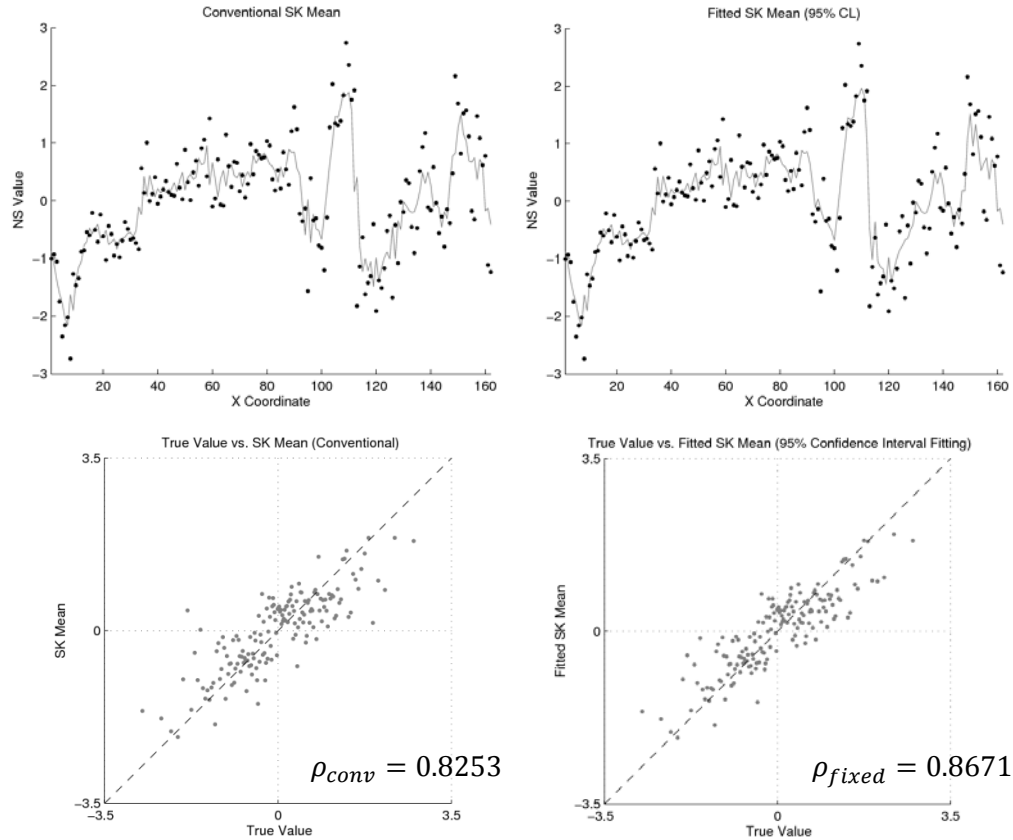 Conventional SK Mean
3
2
1
0
−1
−2
−3
NS Value
20 40 60 80 100 120 140 160
X Coordinate
Fitted SK Mean (95% CL)
3
2
1
0
−1
−2
−3
NS Value
20 40 60 80 100 120 140 160
X Coordinate
True Value vs. SK Mean (Conventional)
3.5
0
−3.5
SK Mean
−3.5 0 3.5
True Value
ρconv = 0.8253
True Value vs. Fitted SK Mean (95% Confidence Interval Fitting)
3.5
0
−3.5
Fitted SK Mean
−3.5 0 3.5
True Value
ρfixed = 0.8671